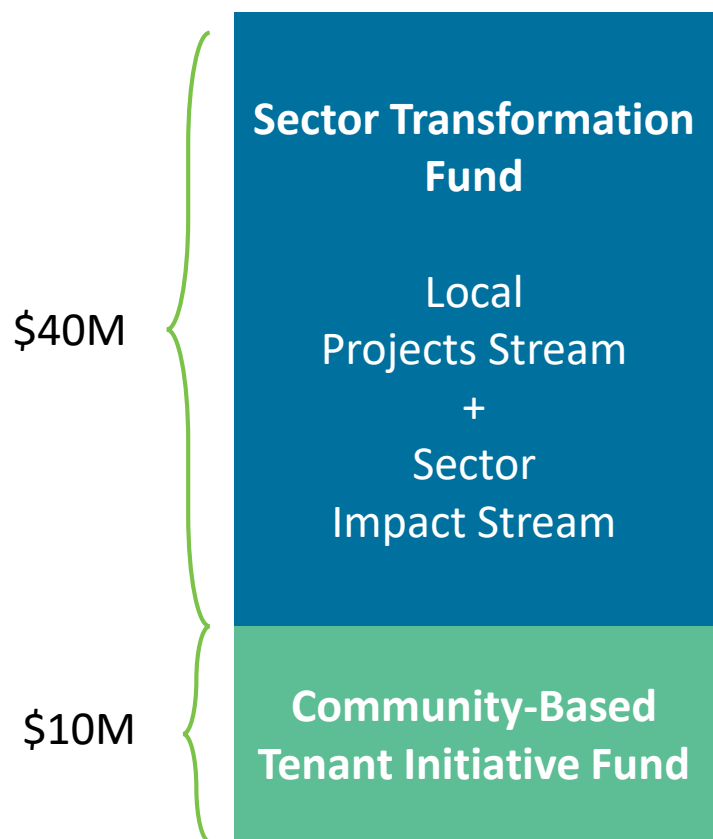 Sector Transformation
Fund
Local
Projects Stream
+
Sector
Impact Stream
$40M
Community-Based
Tenant Initiative Fund
$10M